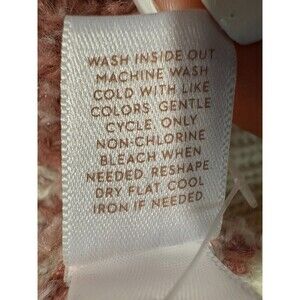 WASH INSIDE OUT
MACHINE WASH
COLD WITH LIKE
COLORS. GENTLE
CYCLE. ONLY
NON-CHLORINE
BLEACH WHEN
NEEDED. RESHAPE.
DRY FLAT. COOL
IRON IF NEEDED